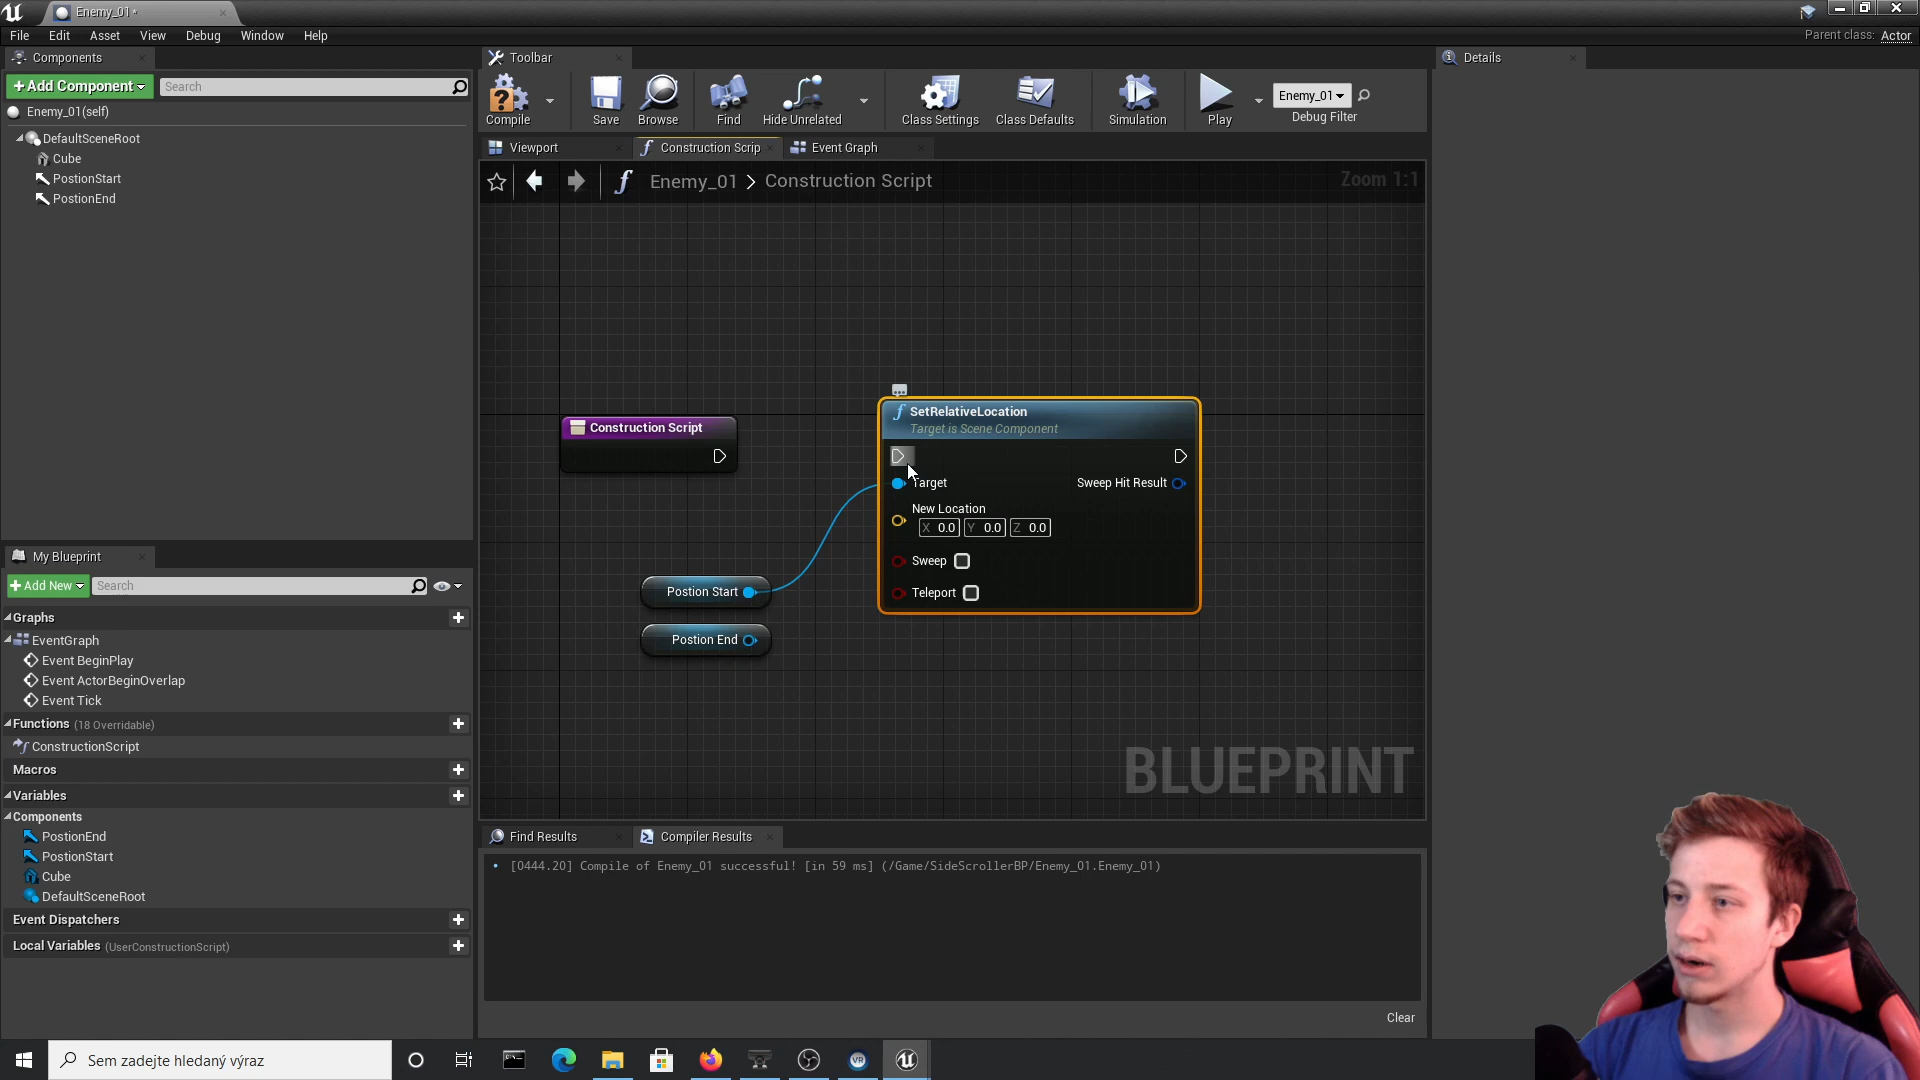 Enemy_01*
File Edit Asset View Debug Window Help
Parent class: Actor
Components
+Add Component
Search
Enemy_01(self)
DefaultSceneRoot
Cube
PostionStart
PostionEnd
Toolbar
Compile
Save
Browse
Find
Hide Unrelated
Class Settings
Class Defaults
Simulation
Play
Enemy_01
Debug Filter
Details
Viewport
Construction Scrip
Event Graph
Enemy_01 > Construction Script
Zoom 1:1
Construction Script
SetRelativeLocation
Target is Scene Component
Target
Sweep Hit Result
New Location
X 0.0 Y 0.0 Z 0.0
Sweep
Teleport
Postion Start
Postion End
BLUEPRINT
My Blueprint
+Add New
Search
Graphs
EventGraph
Event BeginPlay
Event ActorBeginOverlap
Event Tick
Functions (18 Overridable)
ConstructionScript
Macros
Variables
Components
PostionEnd
PostionStart
Cube
DefaultSceneRoot
Event Dispatchers
Local Variables (UserConstructionScript)
Find Results
Compiler Results
[0444.20] Compile of Enemy_01 successful! [in 59 ms] (/Game/SideScrollerBP/Enemy_01.Enemy_01)
Clear
Sem zadejte hledaný výraz